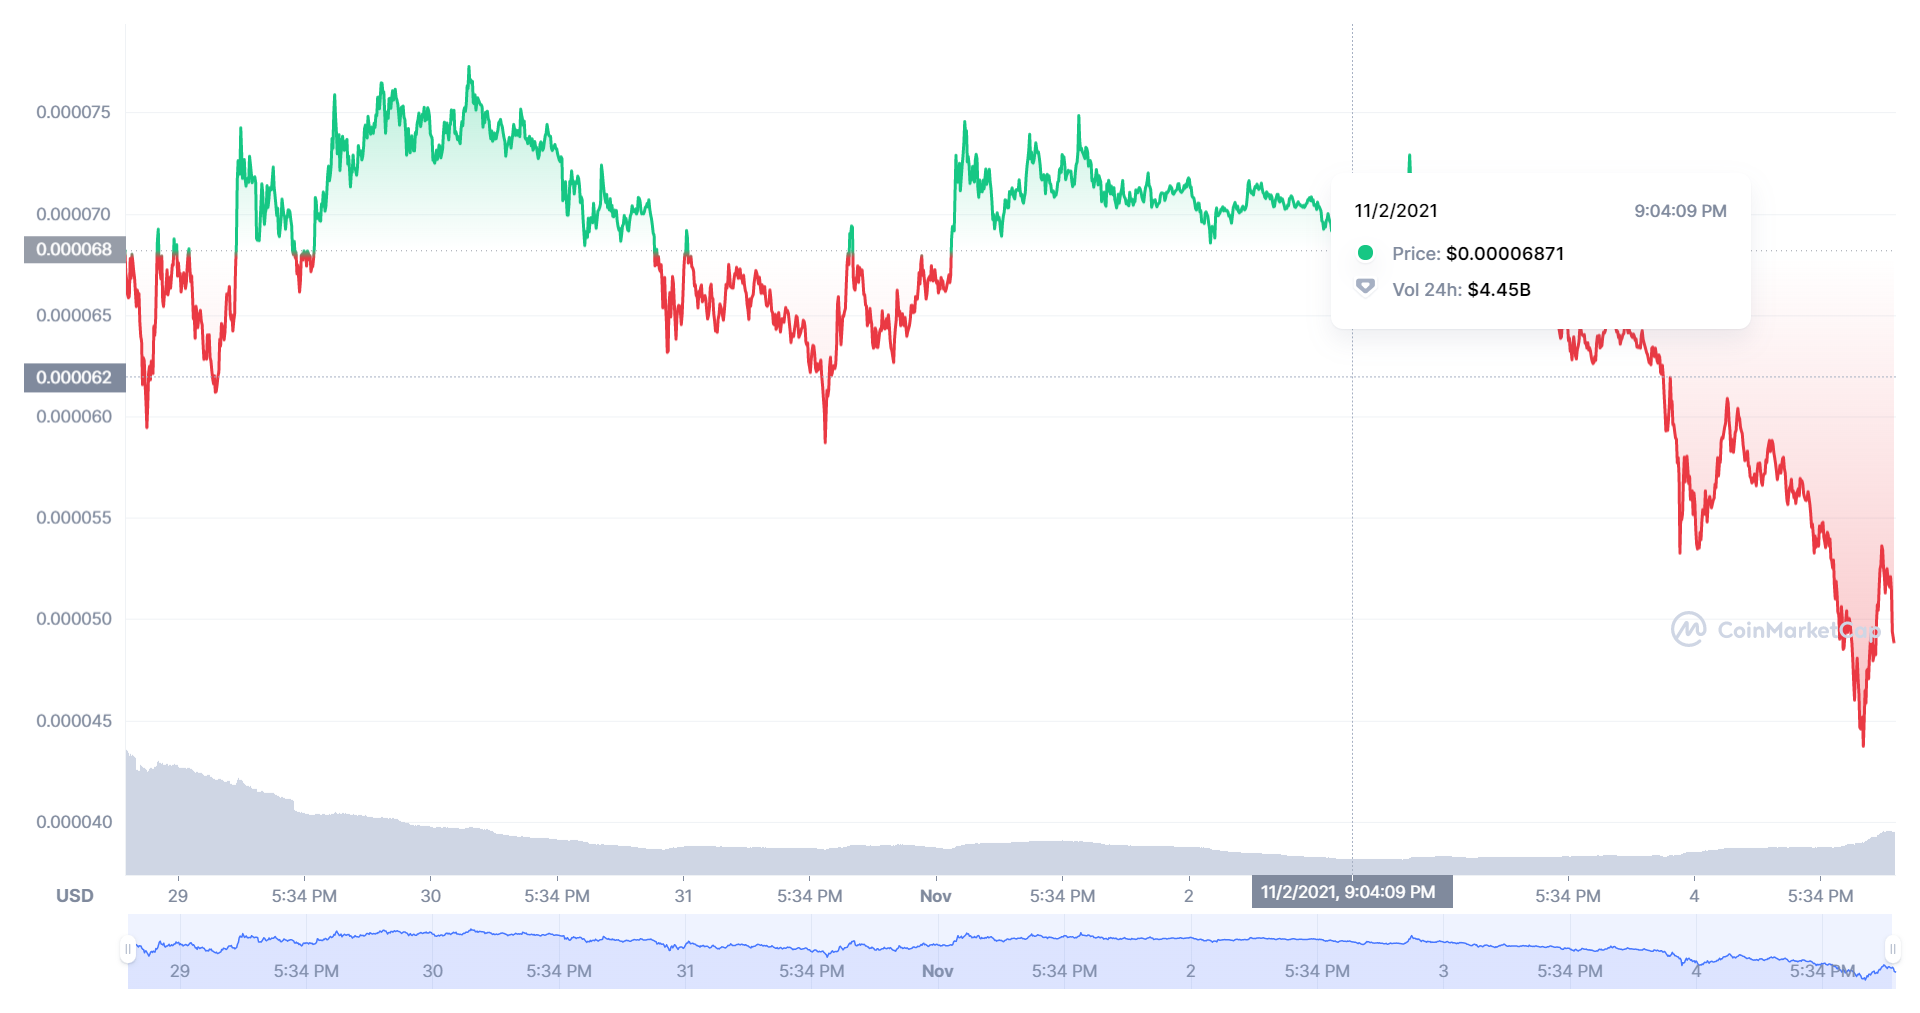 0.000075
0.000070
0.000068
0.000065
0.000062
0.000060
0.000055
0.000050
0.000045
0.000040
11/2/2021 9:04:09 PM
Price: $0.00006871
Vol 24h: $4.45B
CoinMarketCap
USD 29 5:34 PM 30 5:34 PM 31 5:34 PM Nov 5:34 PM 2 11/2/2021, 9:04:09 PM 5:34 PM 4 5:34 PM
29 5:34 PM 30 5:34 PM 31 5:34 PM Nov 5:34 PM 2 5:34 PM 3 5:34 PM 4 5:34 PM